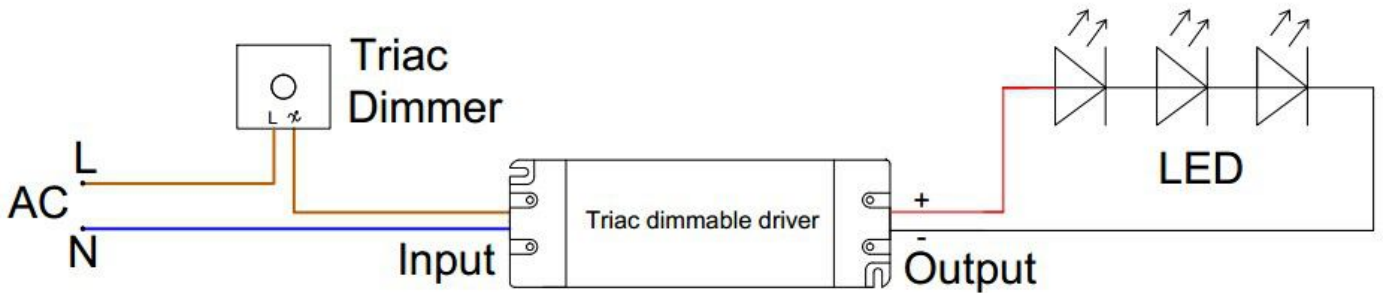 Triac
Dimmer
L
L
AC
N
Input
Triac dimmable driver
+
-
Output
LED